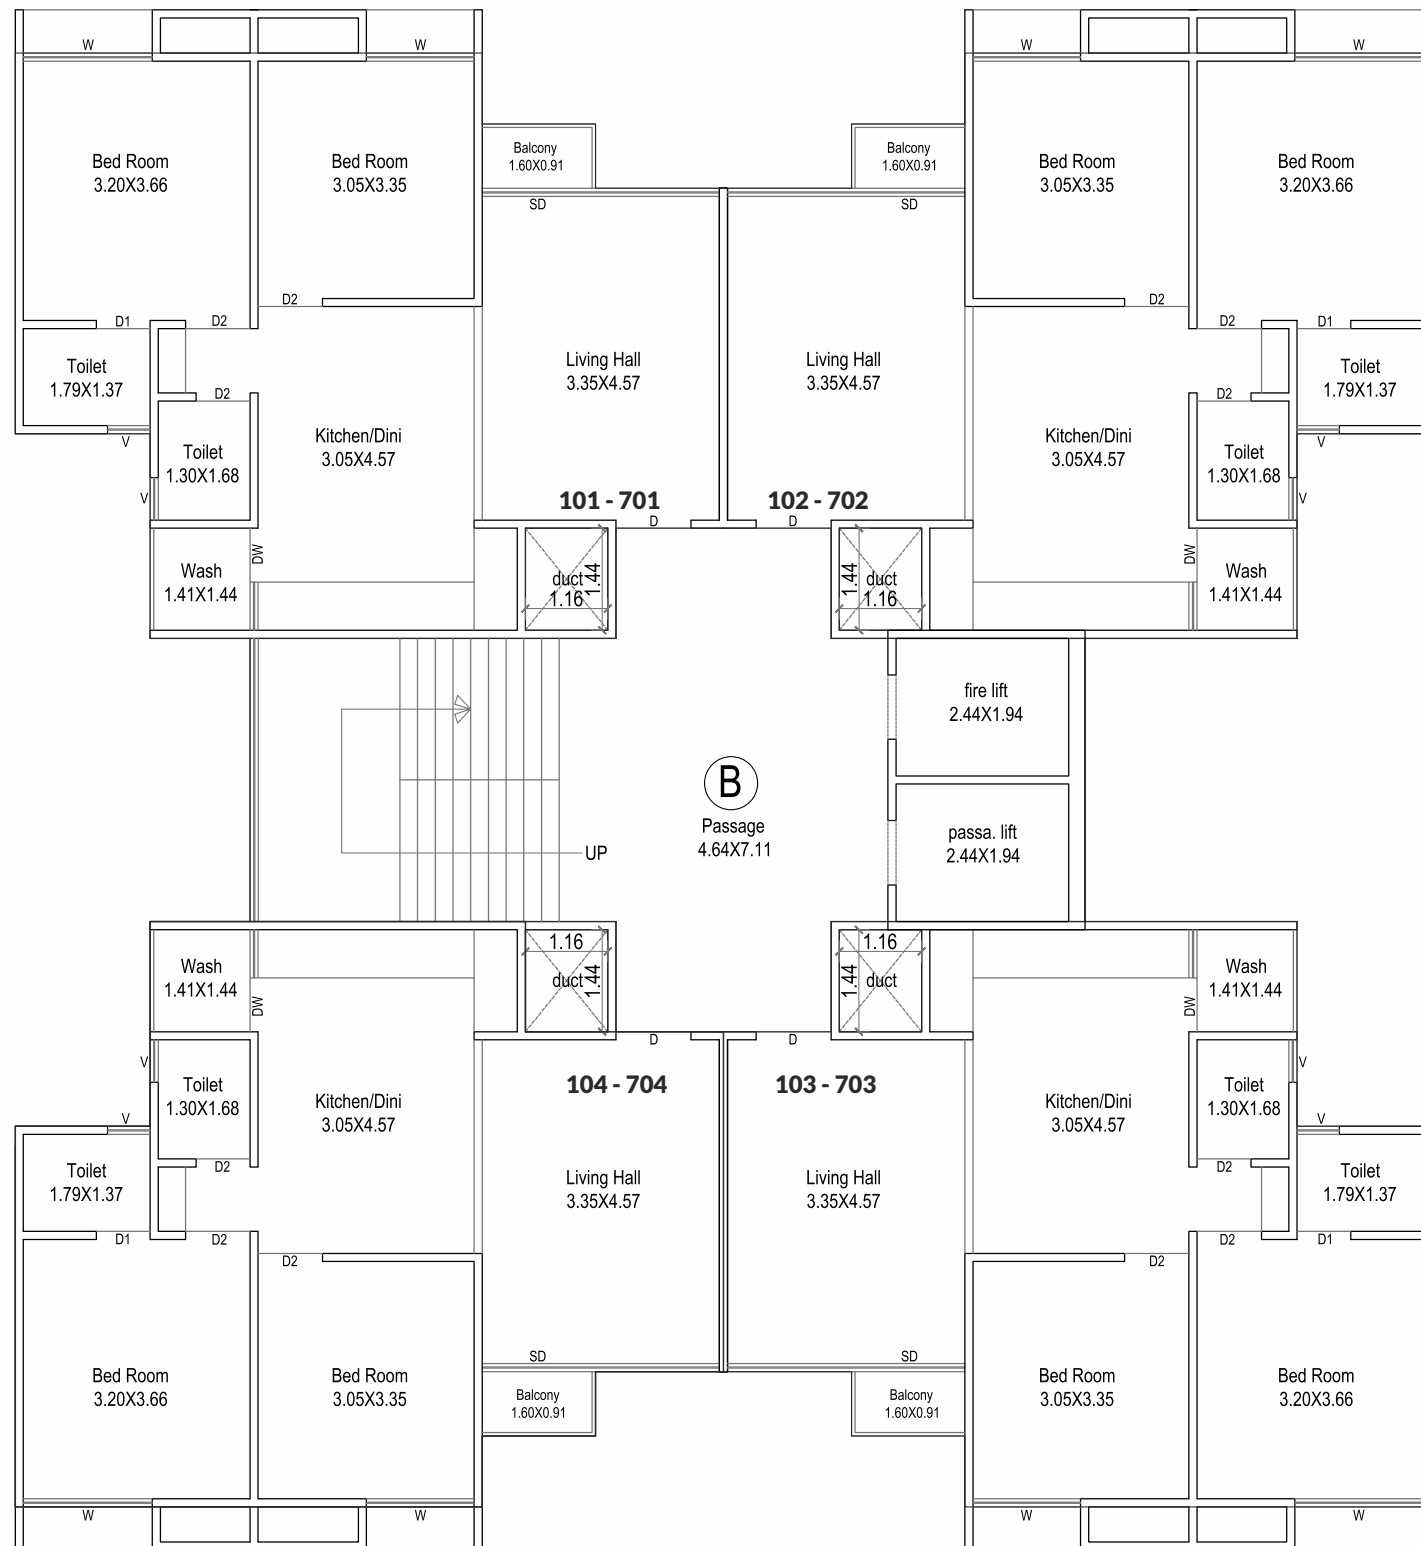 W
W
W
W
Balcony
1.60X0.91
Balcony
1.60X0.91
Bed Room
3.20X3.66
Bed Room
3.05X3.35
Bed Room
3.05X3.35
Bed Room
3.20X3.66
SD
SD
D2
D2
D1
D2
D2
D1
Toilet
1.79X1.37
Living Hall
3.35X4.57
Living Hall
3.35X4.57
Toilet
1.79X1.37
D2
D2
V
V
Toilet
1.30X1.68
Kitchen/Dini
3.05X4.57
Kitchen/Dini
3.05X4.57
Toilet
1.30X1.68
V
V
101 - 701
102 - 702
D
D
DW
DW
Wash
1.41X1.44
duct
1.44
1.16
1.44
duct
1.16
Wash
1.41X1.44
fire lift
2.44X1.94
B
Passage
4.64X7.11
passa. lift
2.44X1.94
UP
Wash
1.41X1.44
1.16
duct
1.44
1.16
1.44
duct
Wash
1.41X1.44
DW
DW
D
D
V
V
104 - 704
103 - 703
Toilet
1.30X1.68
Kitchen/Dini
3.05X4.57
Kitchen/Dini
3.05X4.57
Toilet
1.30X1.68
V
V
D2
D2
Toilet
1.79X1.37
Living Hall
3.35X4.57
Living Hall
3.35X4.57
Toilet
1.79X1.37
D1
D2
D2
D1
D2
D2
SD
SD
Bed Room
3.20X3.66
Bed Room
3.05X3.35
Bed Room
3.05X3.35
Bed Room
3.20X3.66
Balcony
1.60X0.91
Balcony
1.60X0.91
W
W
W
W